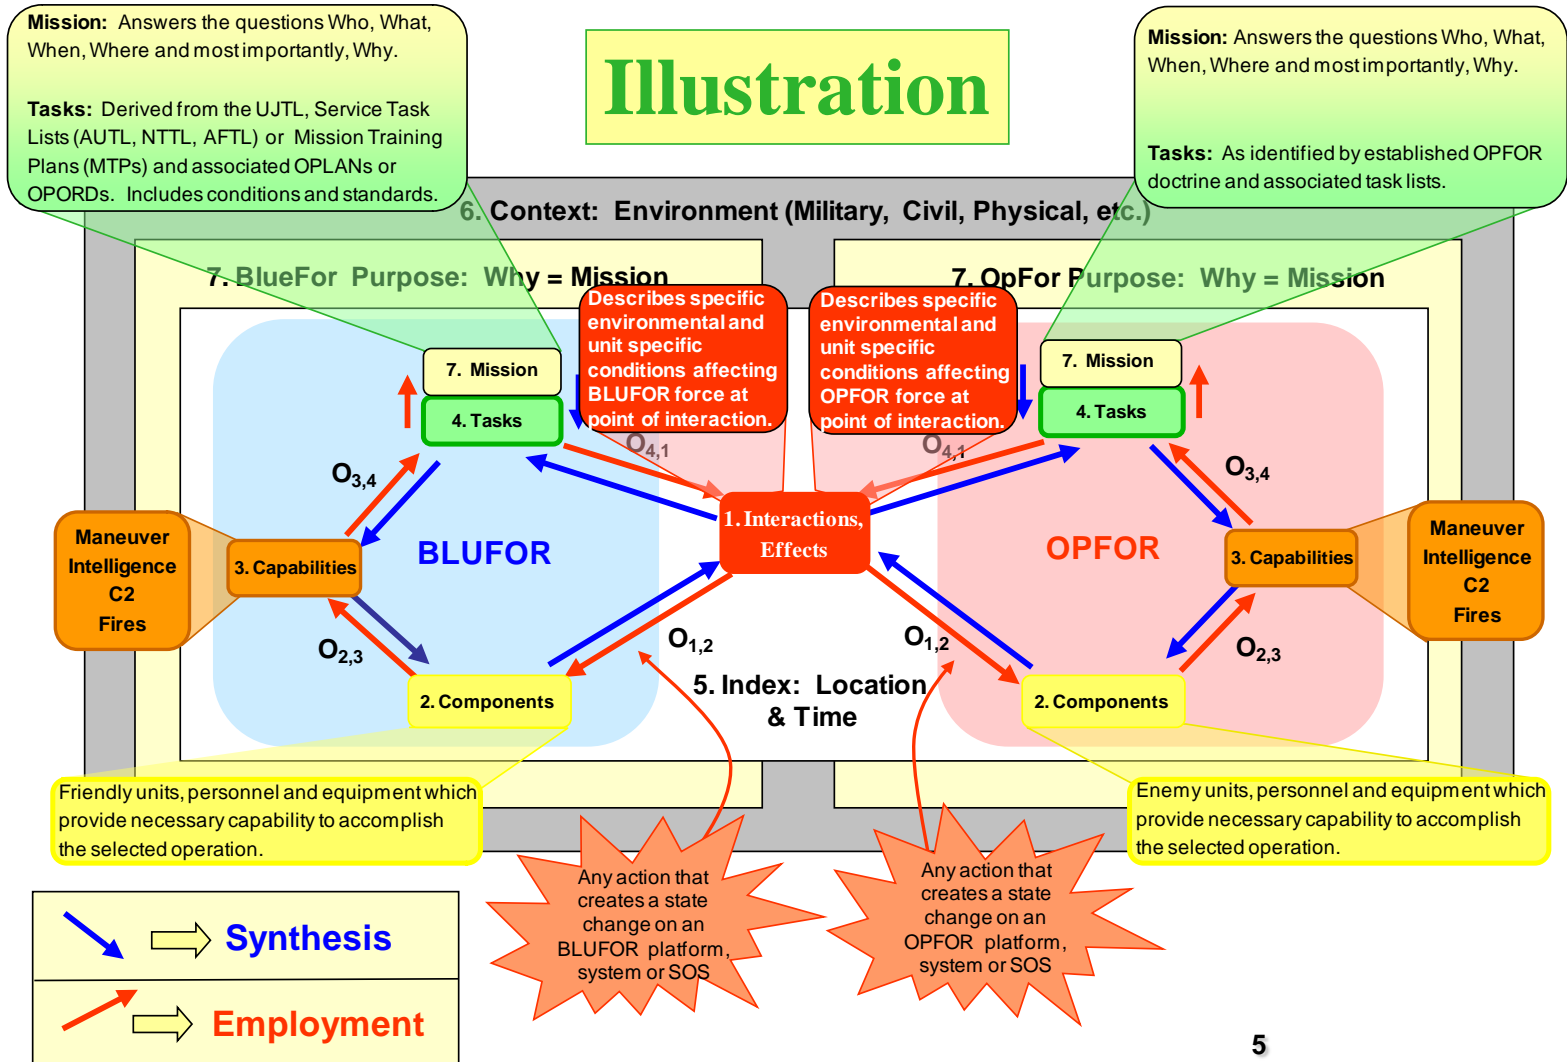 Mission: Answers the questions Who, What,
When, Where and most importantly, Why.
Tasks: Derived from the UJTL, Service Task
Lists (AUTL, NTTL, AFTL) or Mission Training
Plans (MTPs) and associated OPLANs or
OPORDs. Includes conditions and standards.
Illustration
Mission: Answers the questions Who, What,
When, Where and most importantly, Why.
Tasks: As identified by established OPFOR
doctrine and associated task lists.
6. Context: Environment (Military, Civil, Physical, etc.)
7. BlueFor Purpose: Why = Mission
7. OpFor Purpose: Why = Mission
Describes specific
environmental and
unit specific
conditions affecting
BLUFOR force at
point of interaction.
Describes specific
environmental and
unit specific
conditions affecting
OPFOR force at
point of interaction.
7. Mission
4. Tasks
7. Mission
4. Tasks
O4,1
O4,1
O3,4
O3,4
1. Interactions,
Effects
BLUFOR
OPFOR
Maneuver
Intelligence
C2
Fires
3. Capabilities
3. Capabilities
Maneuver
Intelligence
C2
Fires
O2,3
O1,2
O1,2
O2,3
2. Components
5. Index: Location
& Time
2. Components
Friendly units, personnel and equipment which
provide necessary capability to accomplish
the selected operation.
Enemy units, personnel and equipment which
provide necessary capability to accomplish
the selected operation.
Any action that
creates a state
change on an
BLUFOR platform,
system or SOS
Any action that
creates a state
change on an
OPFOR platform,
system or SOS
Synthesis
Employment
5